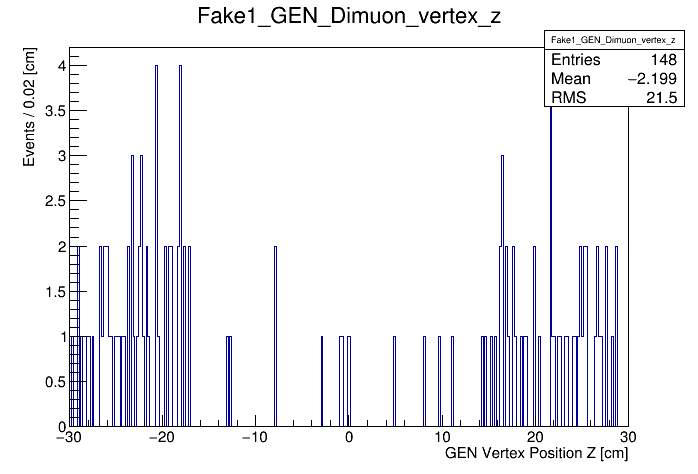 Fake1_GEN_Dimuon_vertex_z
Fake1_GEN_Dimuon_vertex_z
Entries 148
Mean −2.199
RMS 21.5
Events / 0.02 [cm]
4
3.5
3
2.5
2
1.5
1
0.5
0
−30 −20 −10 0 10 20 30
GEN Vertex Position Z [cm]